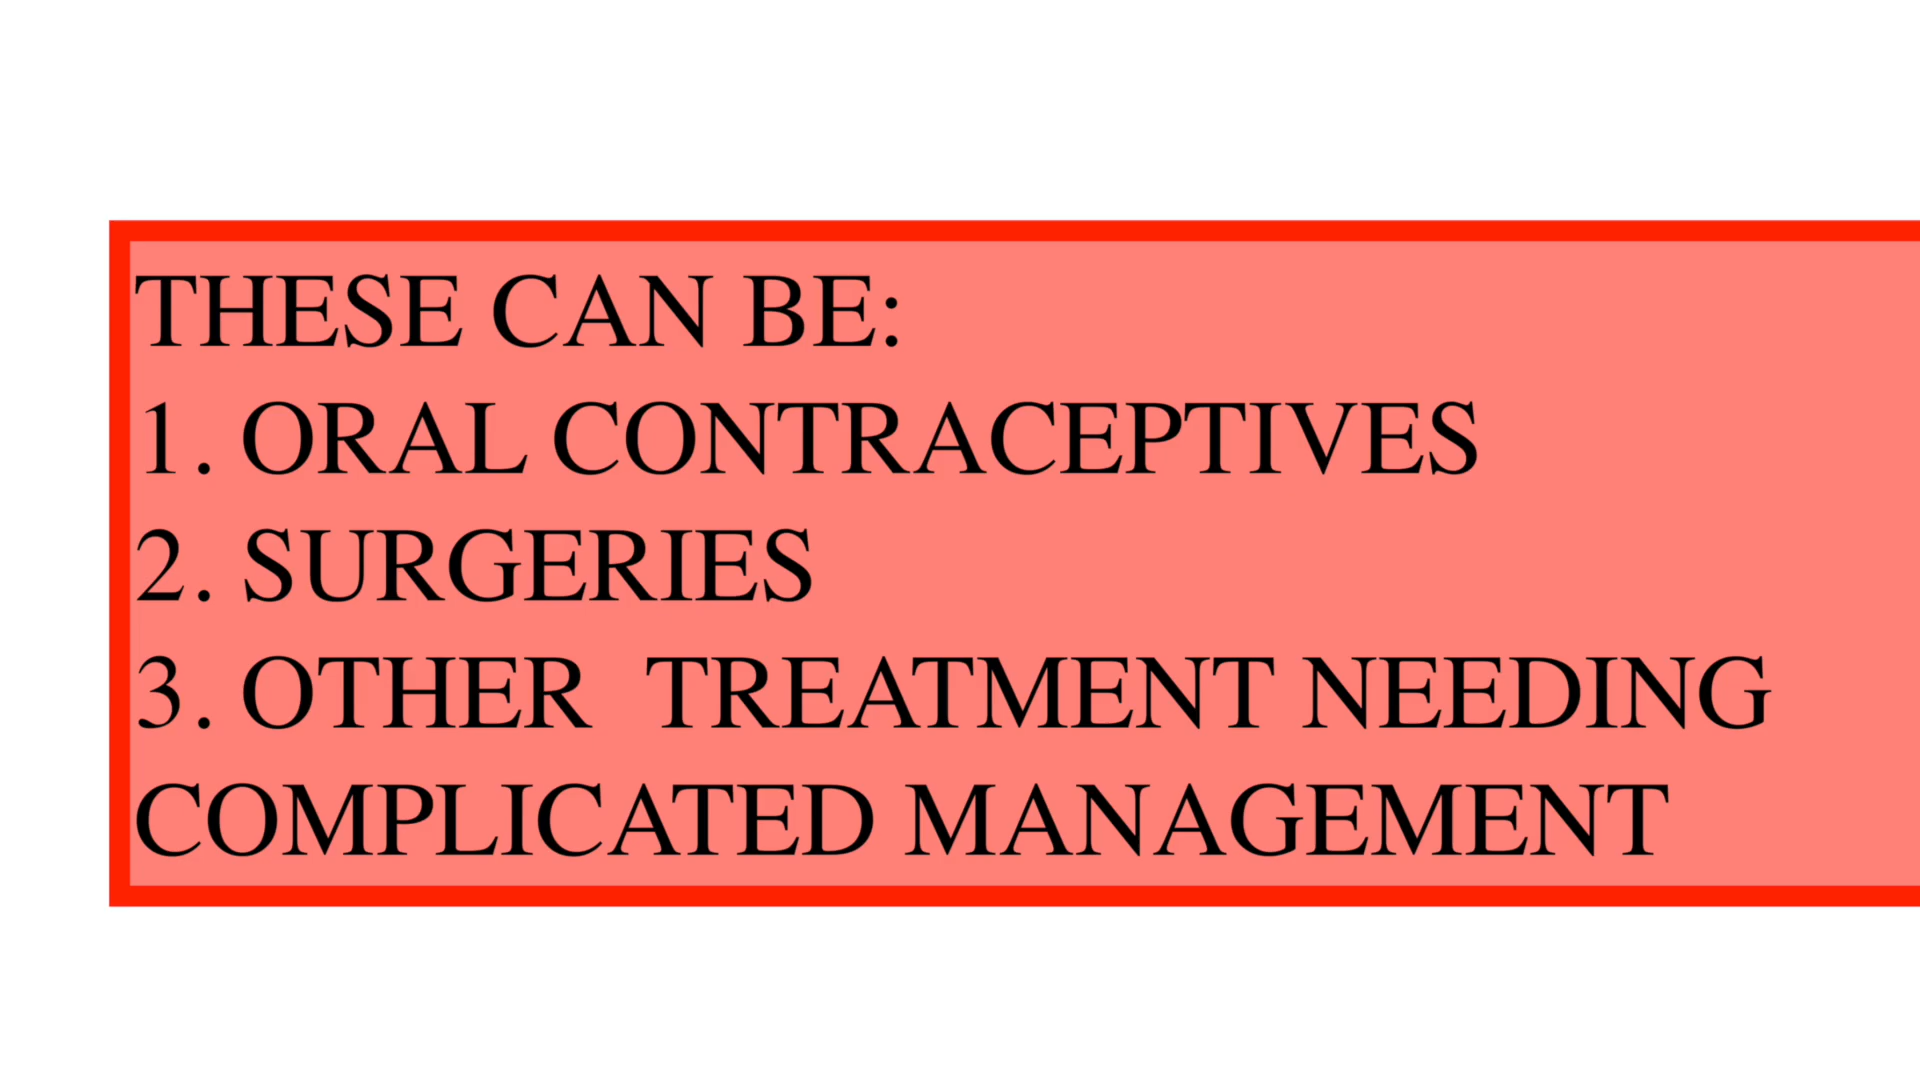 THESE CAN BE:
1. ORAL CONTRACEPTIVES
2. SURGERIES
3. OTHER  TREATMENT NEEDING
COMPLICATED MANAGEMENT